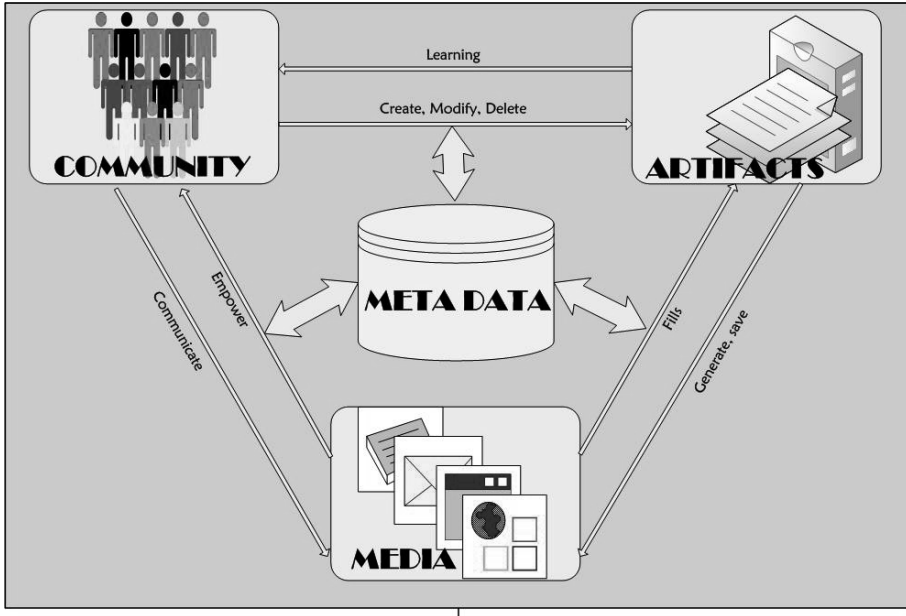 Learning
Create, Modify, Delete
COMMUNITY
ARTIFACTS
META DATA
Empower
Communicate
Fills
Generate, save
MEDIA